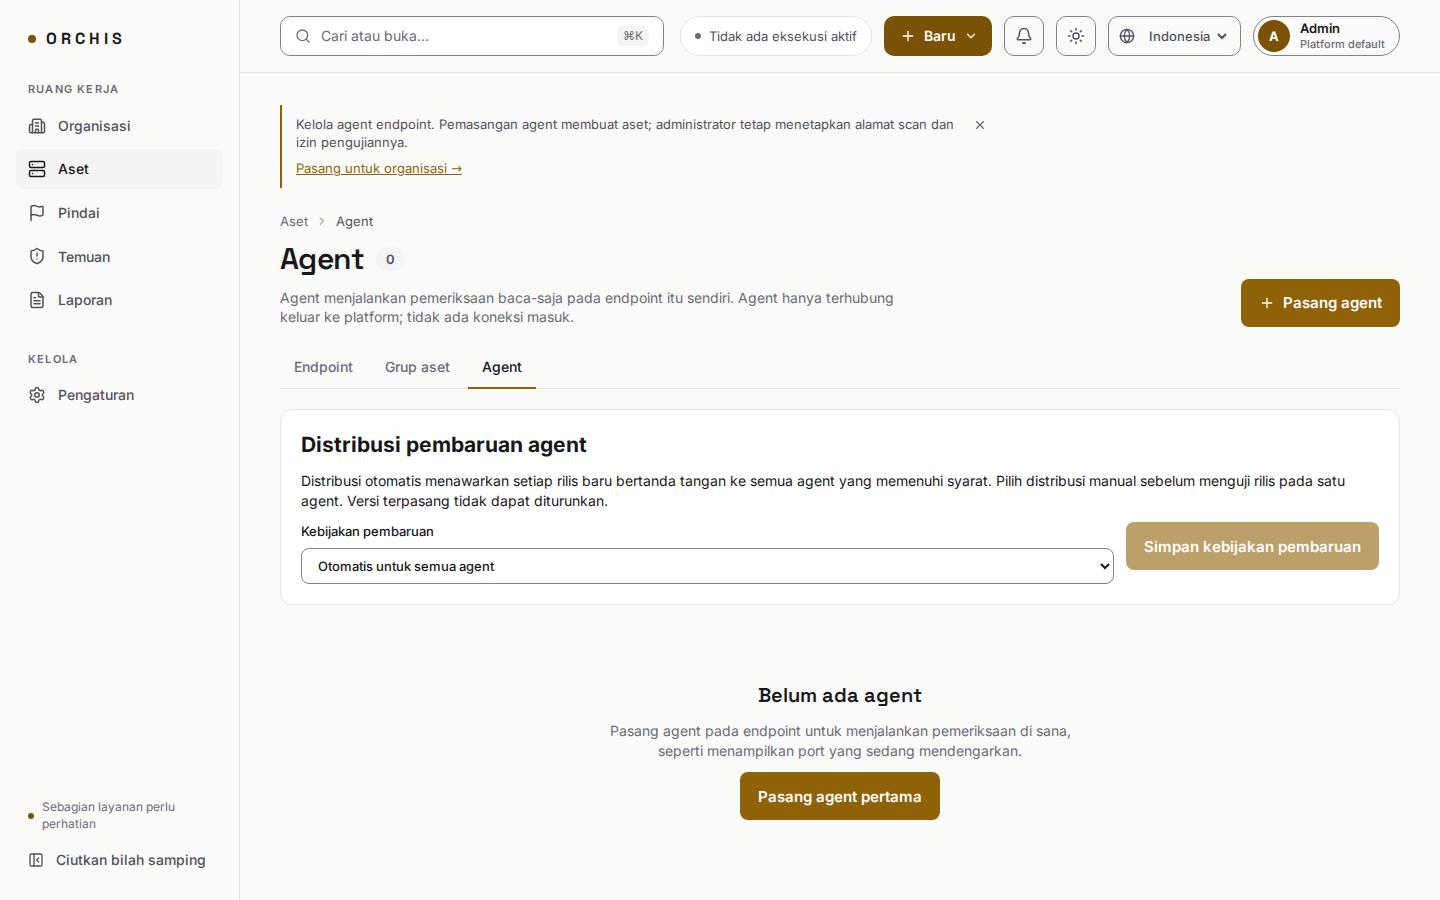 ORCHIS
RUANG KERJA
Organisasi
Aset
Pindai
Temuan
Laporan
KELOLA
Pengaturan
Sebagian layanan perlu
perhatian
Ciutkan bilah samping
Cari atau buka...
⌘K
Tidak ada eksekusi aktif
Baru
Indonesia
A
Admin
Platform default
Kelola agent endpoint. Pemasangan agent membuat aset; administrator tetap menetapkan alamat scan dan
izin pengujiannya.
Pasang untuk organisasi →
Aset
Agent
Agent
0
Agent menjalankan pemeriksaan baca-saja pada endpoint itu sendiri. Agent hanya terhubung
keluar ke platform; tidak ada koneksi masuk.
Pasang agent
Endpoint
Grup aset
Agent
Distribusi pembaruan agent
Distribusi otomatis menawarkan setiap rilis baru bertanda tangan ke semua agent yang memenuhi syarat. Pilih distribusi manual sebelum menguji rilis pada satu
agent. Versi terpasang tidak dapat diturunkan.
Kebijakan pembaruan
Otomatis untuk semua agent
Simpan kebijakan pembaruan
Belum ada agent
Pasang agent pada endpoint untuk menjalankan pemeriksaan di sana,
seperti menampilkan port yang sedang mendengarkan.
Pasang agent pertama